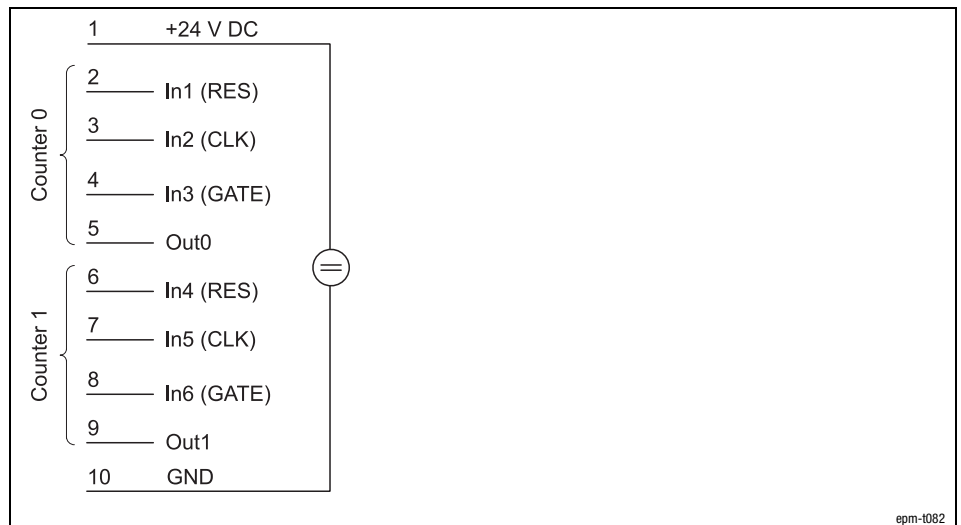 1 +24 V DC
Counter 0
2 In1 (RES)
3 In2 (CLK)
4 In3 (GATE)
5 Out0
Counter 1
6 In4 (RES)
7 In5 (CLK)
8 In6 (GATE)
9 Out1
10 GND
epm-t082